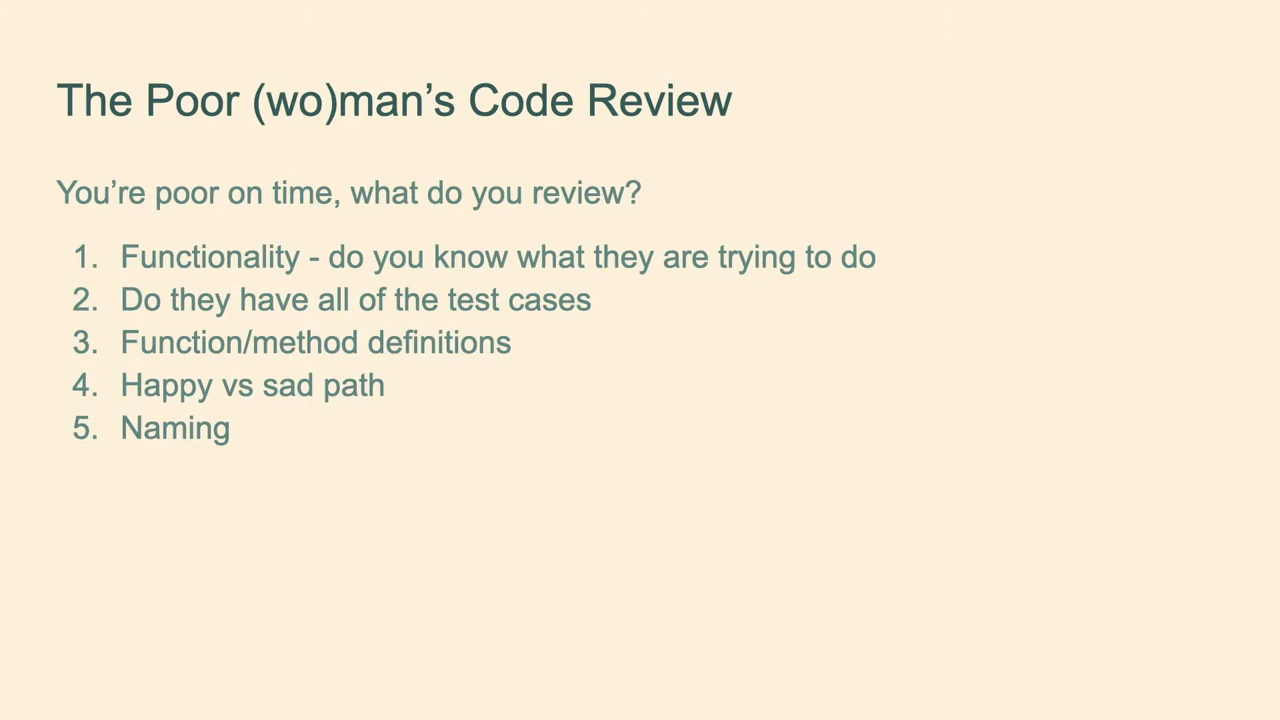 The Poor (wo)man’s Code Review
You’re poor on time, what do you review?
1. Functionality - do you know what they are trying to do
2. Do they have all of the test cases
3. Function/method definitions
4. Happy vs sad path
5. Naming